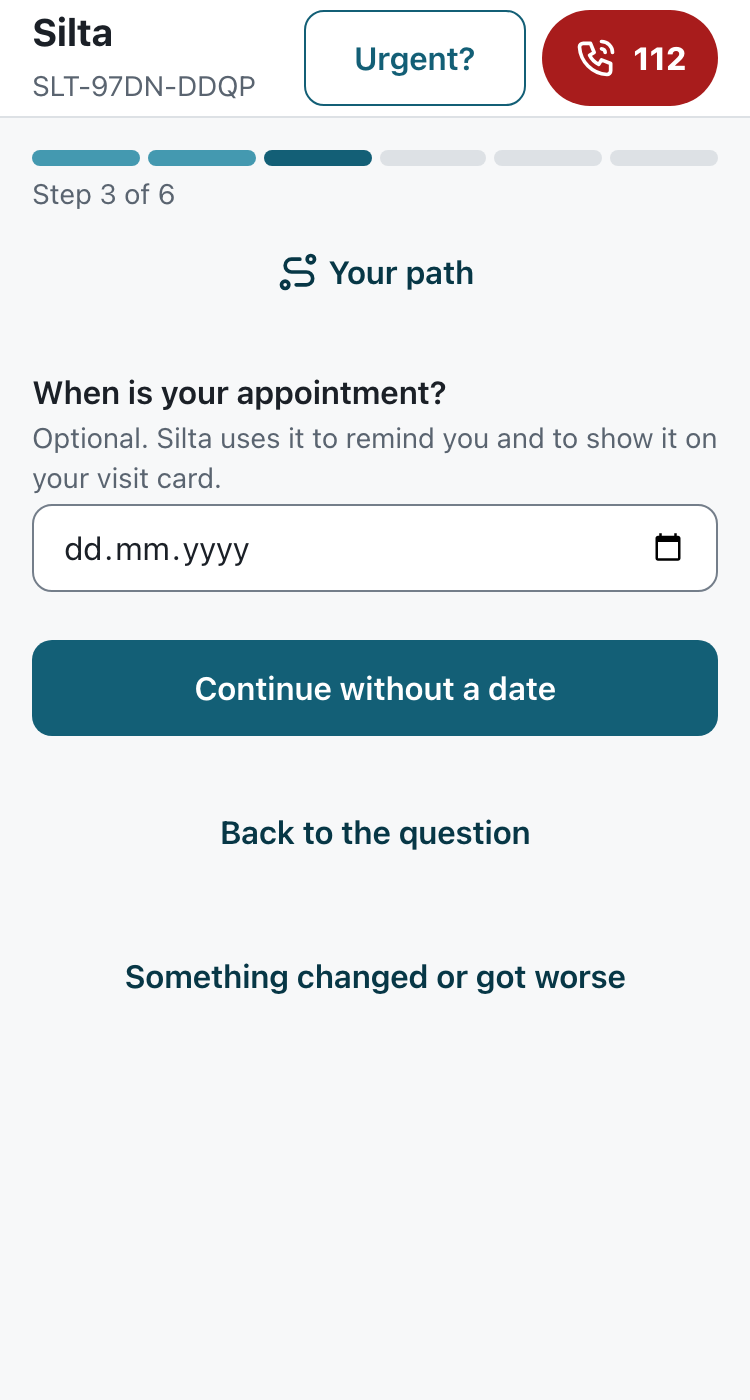 Silta
SLT-97DN-DDQP
Urgent?
112
Step 3 of 6
Your path
When is your appointment?
Optional. Silta uses it to remind you and to show it on
your visit card.
dd.mm.yyyy
Continue without a date
Back to the question
Something changed or got worse